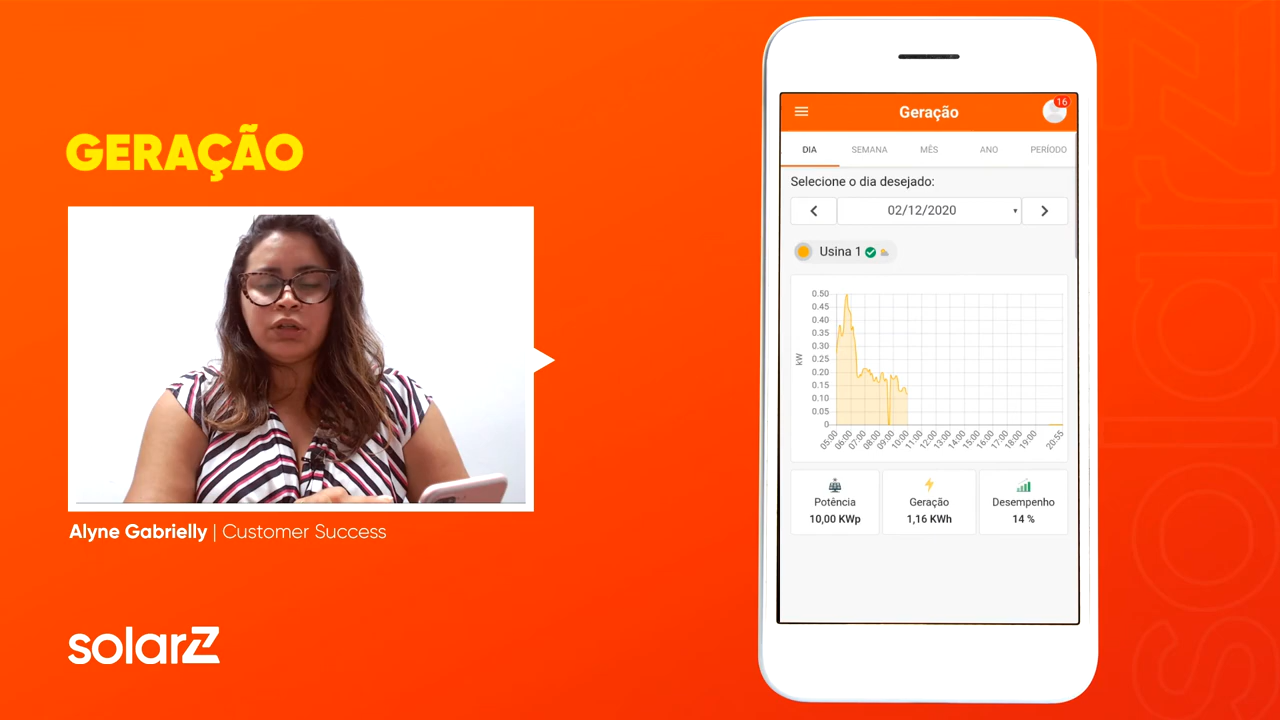 GERAÇÃO
Alyne Gabrielly | Customer Success
solarZ
Geração
16
DIA
SEMANA
MÊS
ANO
PERÍODO
Selecione o dia desejado:
02/12/2020
Usina 1
0.50
0.45
0.40
0.35
0.30
0.25
0.20
0.15
0.10
0.05
0
kW
05:00
06:00
07:00
08:00
09:00
10:00
11:00
12:00
13:00
14:00
15:00
16:00
17:00
18:00
19:00
20:55
Potência
10,00 KWp
Geração
1,16 KWh
Desempenho
14 %
solarZ